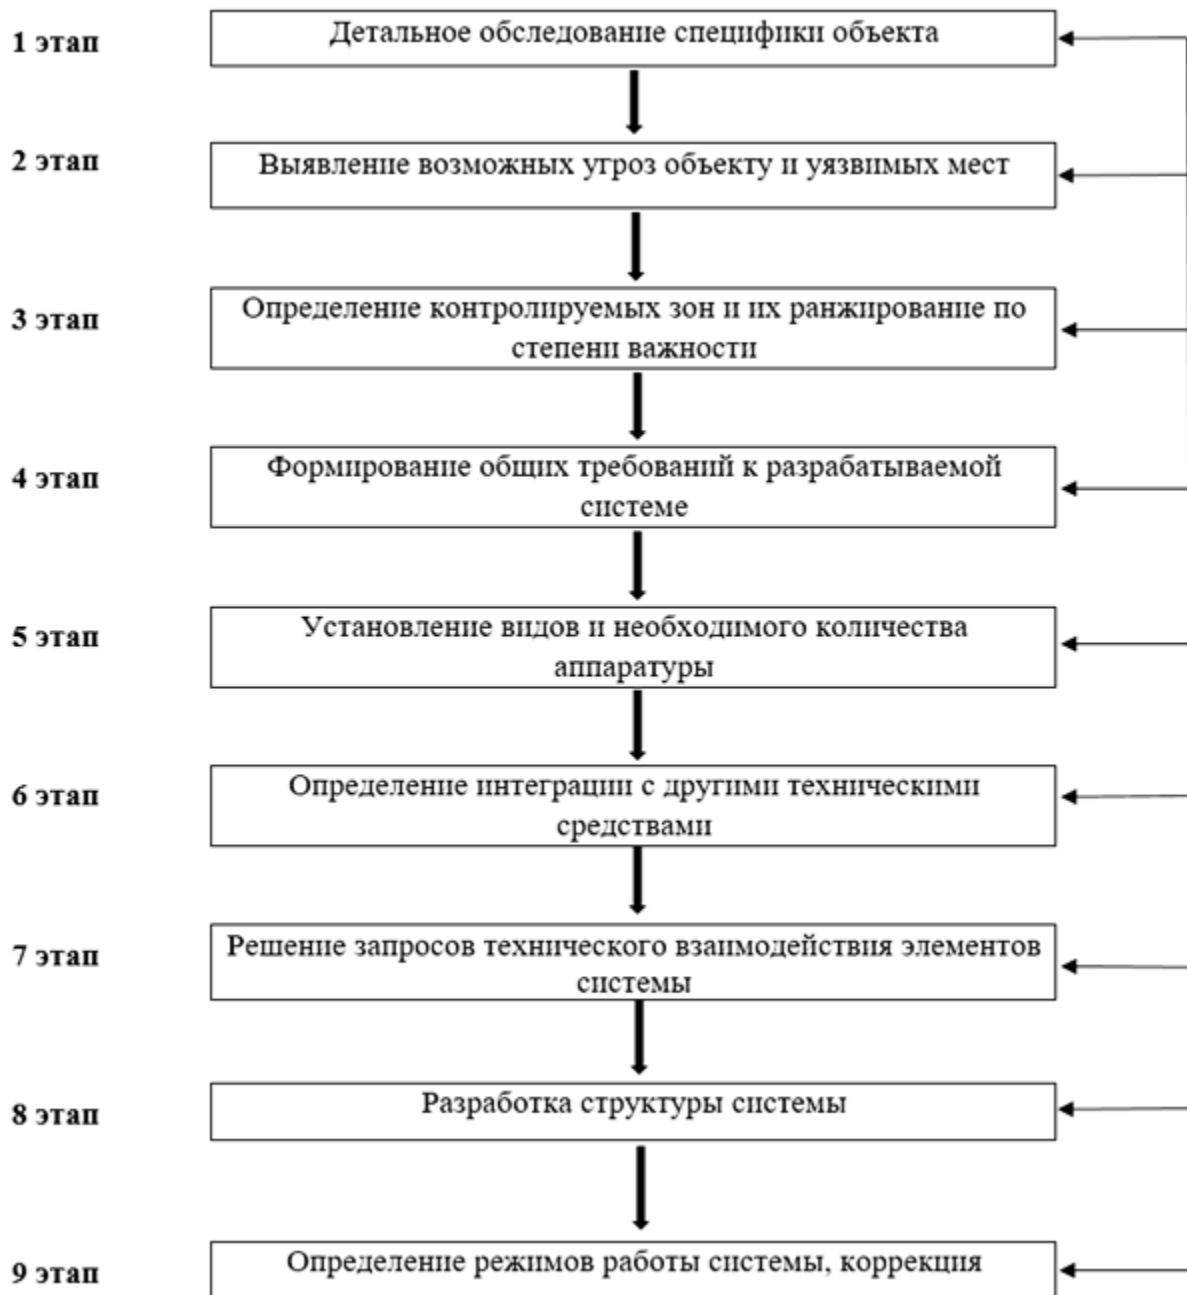 1 этап
Детальное обследование специфики объекта
2 этап
Выявление возможных угроз объекту и уязвимых мест
3 этап
Определение контролируемых зон и их ранжирование по
степени важности
4 этап
Формирование общих требований к разрабатываемой
системе
5 этап
Установление видов и необходимого количества
аппаратуры
6 этап
Определение интеграции с другими техническими
средствами
7 этап
Решение запросов технического взаимодействия элементов
системы
8 этап
Разработка структуры системы
9 этап
Определение режимов работы системы, коррекция